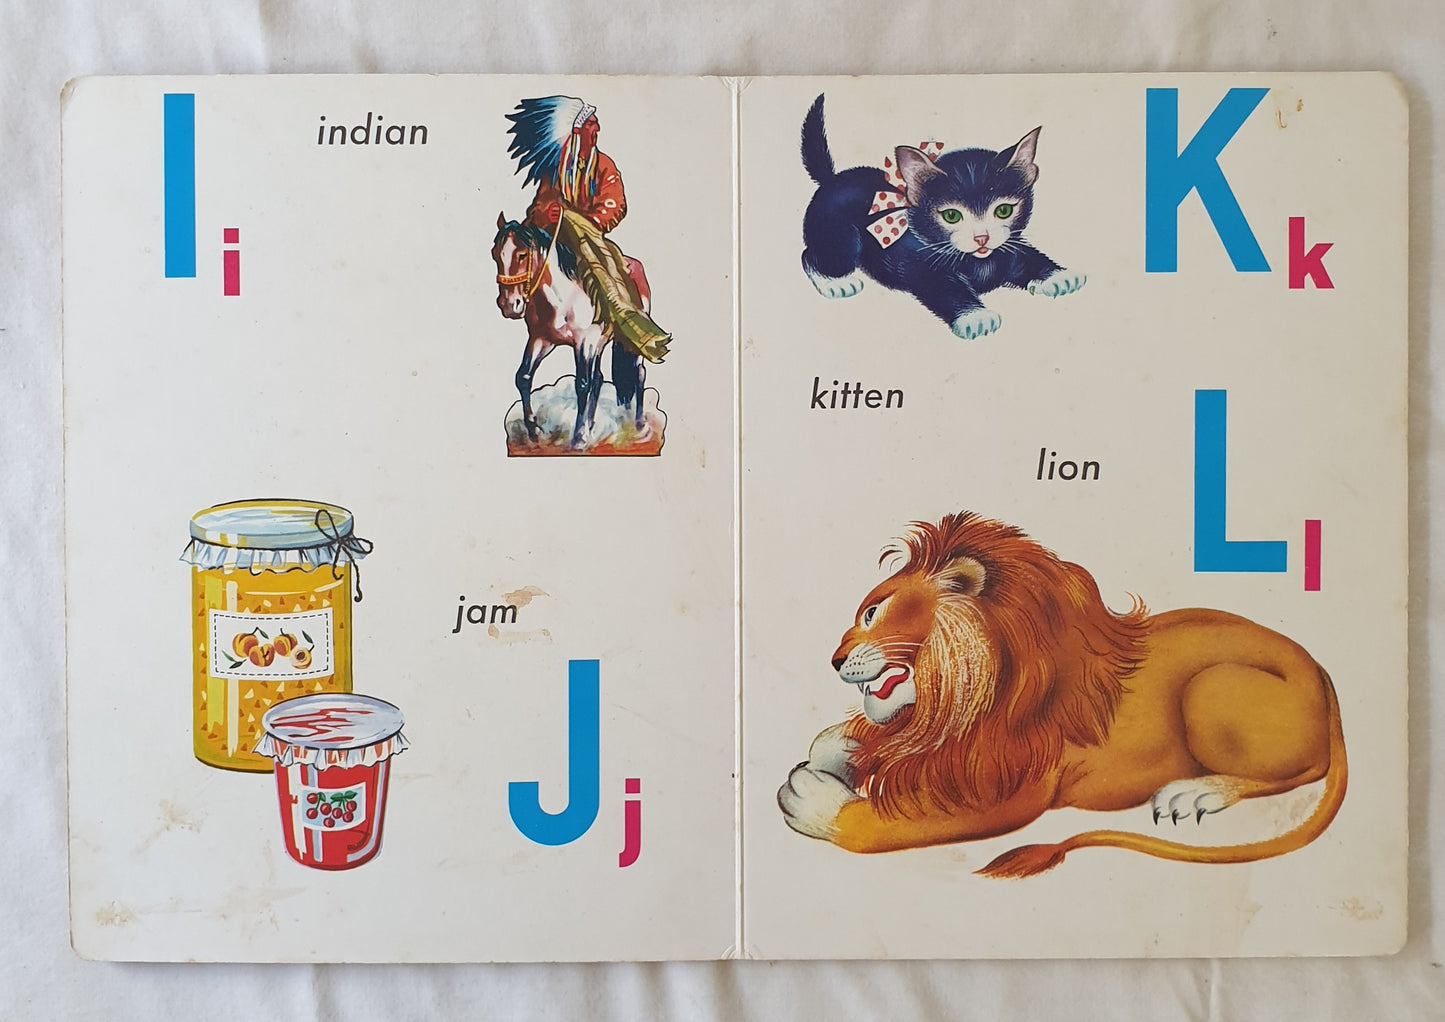 I i
indian
jam
J j
K k
kitten
lion
L l